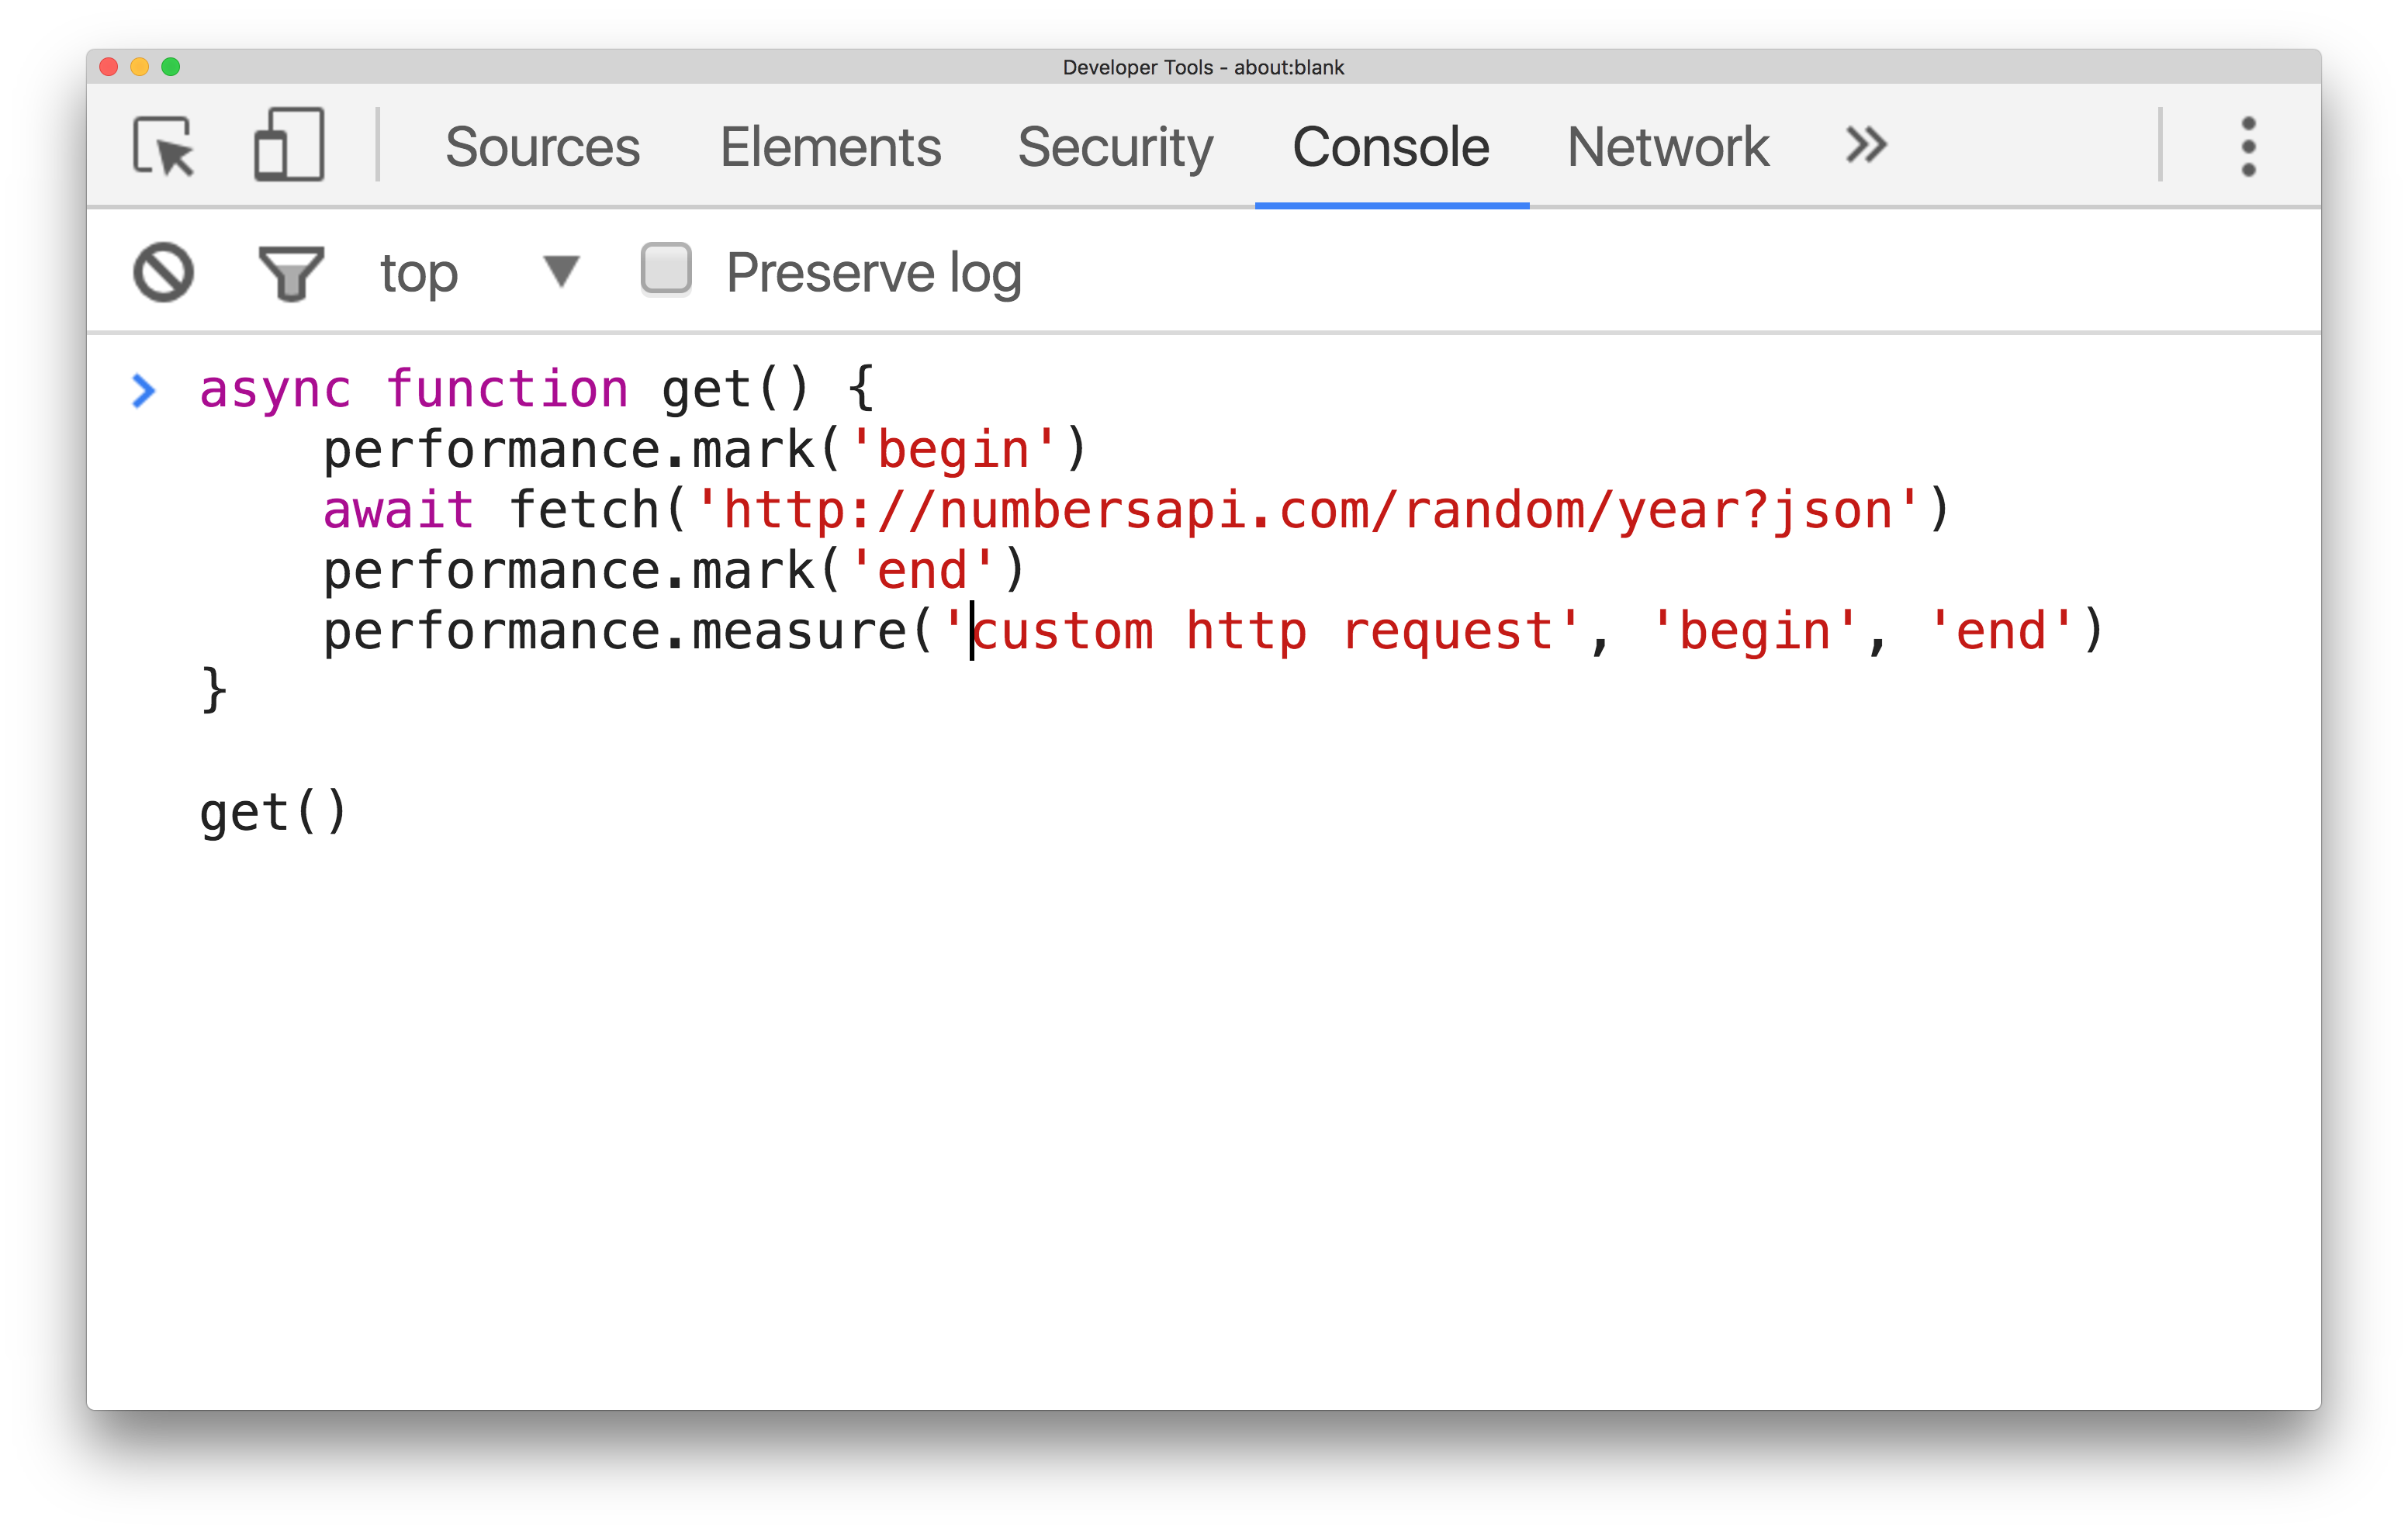 Developer Tools - about:blank
Sources Elements Security Console Network »
top ▼ Preserve log
> async function get() {
    performance.mark('begin')
    await fetch('http://numbersapi.com/random/year?json')
    performance.mark('end')
    performance.measure('custom http request', 'begin', 'end')
}
get()